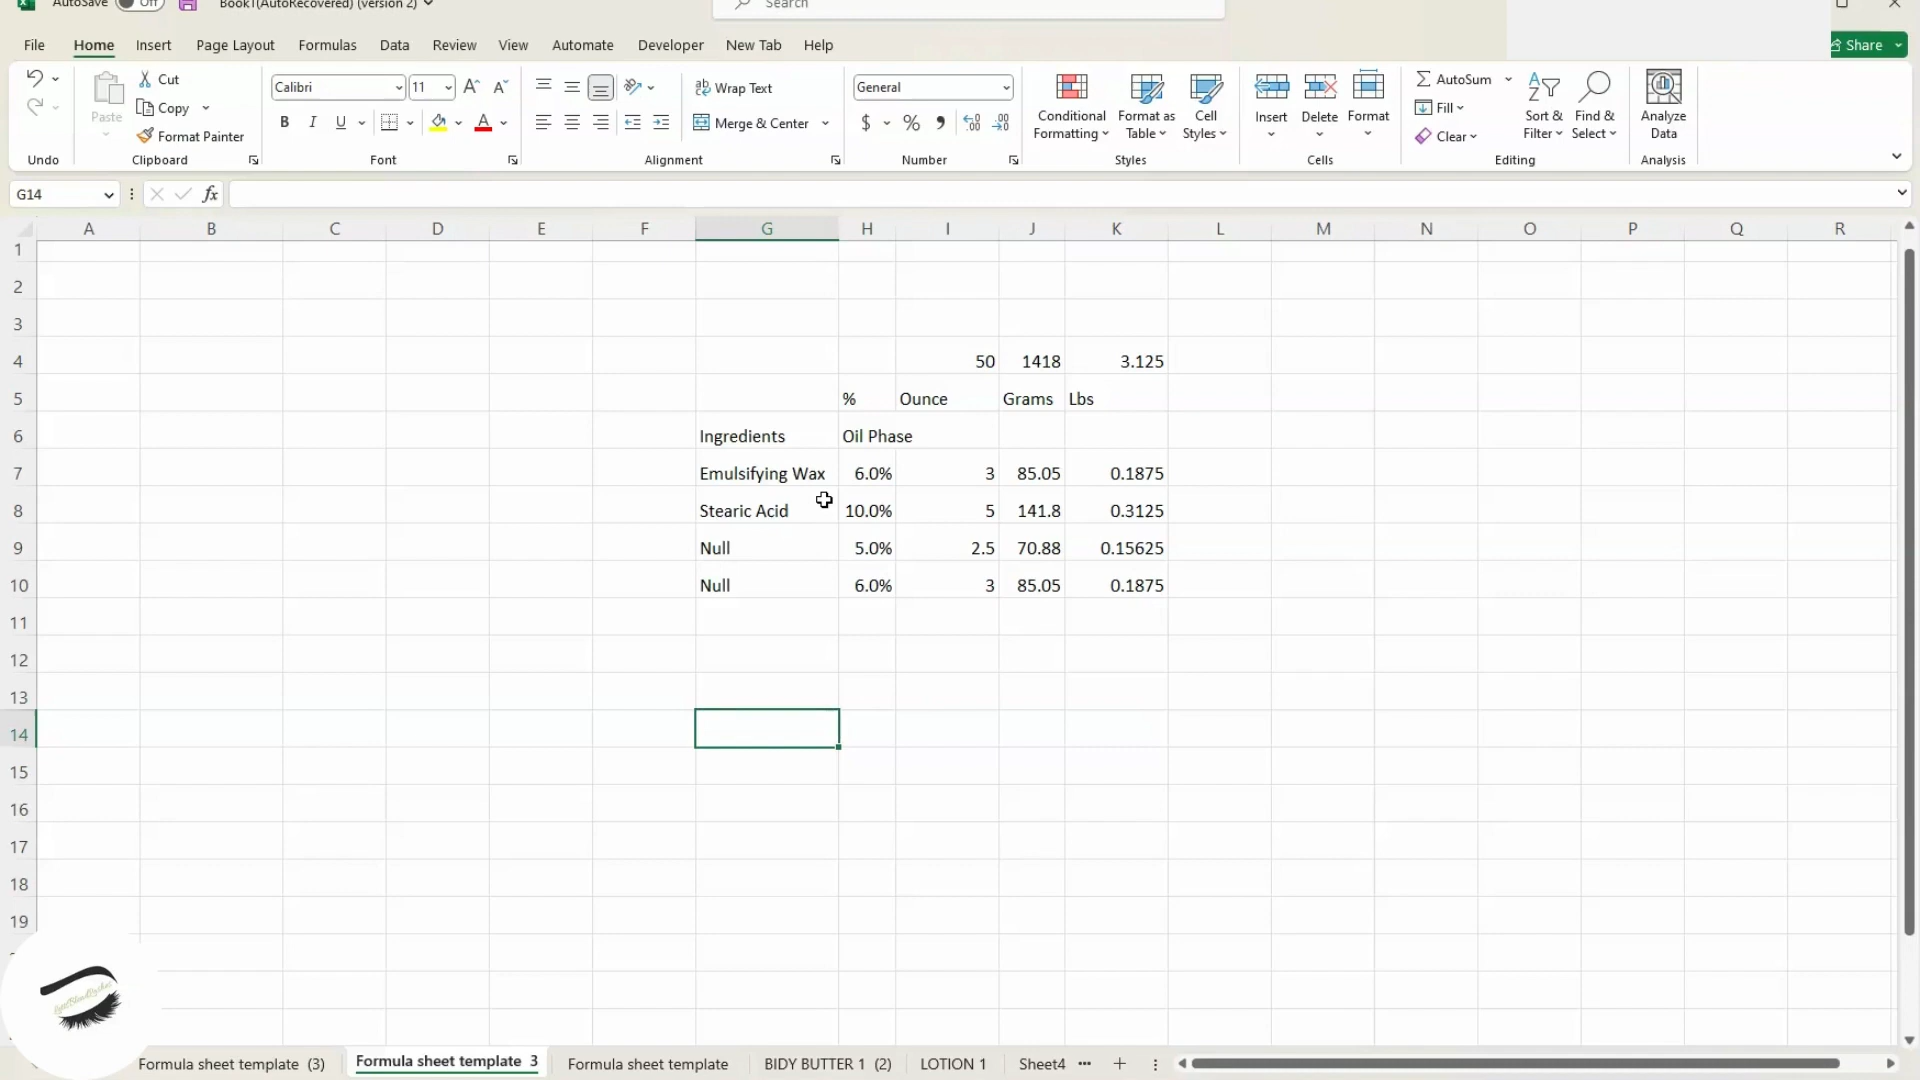 AutoSave Off Book1(AutoRecovered) (version 2) Search
File Home Insert Page Layout Formulas Data Review View Automate Developer New Tab Help Share
Paste Cut Copy Format Painter
Calibri 11 B I U A
ab Wrap Text
Merge & Center
General $ %
Conditional Formatting
Format as Table
Cell Styles
Insert Delete Format
AutoSum Fill Clear
Sort & Filter
Find & Select
Analyze Data
Undo Clipboard Font Alignment Number Styles Cells Editing Analysis
G14 fx
A B C D E F G H I J K L M N O P Q R
1
2
3
4 50 1418 3.125
5 % Ounce Grams Lbs
6 Ingredients Oil Phase
7 Emulsifying Wax 6.0% 3 85.05 0.1875
8 Stearic Acid 10.0% 5 141.8 0.3125
9 Null 5.0% 2.5 70.88 0.15625
10 Null 6.0% 3 85.05 0.1875
11
12
13
14
15
16
17
18
19
Formula sheet template (3) Formula sheet template 3 Formula sheet template BIDY BUTTER 1 (2) LOTION 1 Sheet4